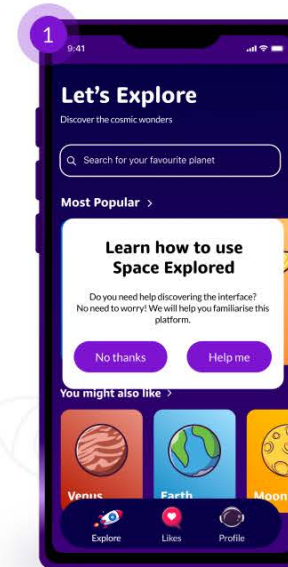 1
9:41
Let's Explore
Discover the cosmic wonders
Search for your favourite planet
Most Popular >
Learn how to use
Space Explored
Do you need help discovering the interface?
No need to worry! We will help you familiarise this
platform.
No thanks
Help me
You might also like >
Venus
Earth
Moon
Explore
Likes
Profile